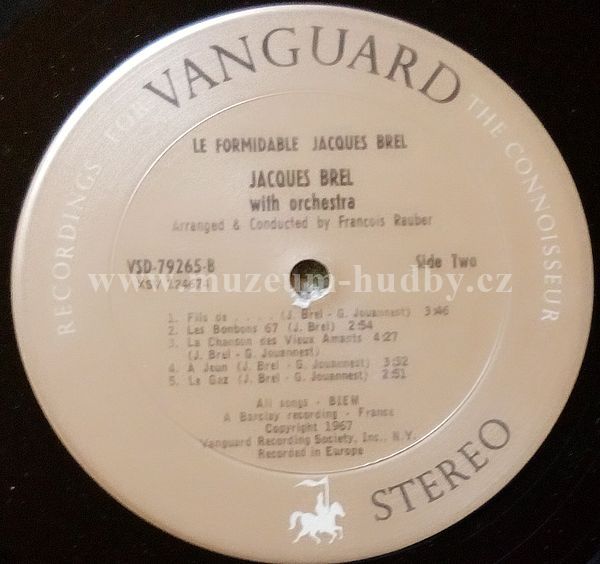 VANGUARD
RECORDINGS FOR THE CONNOISSEUR
LE FORMIDABLE JACQUES BREL
JACQUES BREL
with orchestra
Arranged & Conducted by Francois Rauber
VSD-79265-B Side Two
www.muzeum-hudby.cz
1. Fils de . . . . (J. Brel - G. Jouannest) 3:46
2. Les Bonbons 67 (J. Brel) 2:54
3. La Chanson des Vieux Amants 4:27
(J. Brel - G. Jouannest)
4. A Jeun (J. Brel - G. Jouannest) 3:52
5. Le Gaz (J. Brel - G. Jouannest) 2:51
All songs - BIEM
A Barclay recording - France
Copyright 1967
Vanguard Recording Society, Inc., N.Y.
Recorded in Europe
STEREO